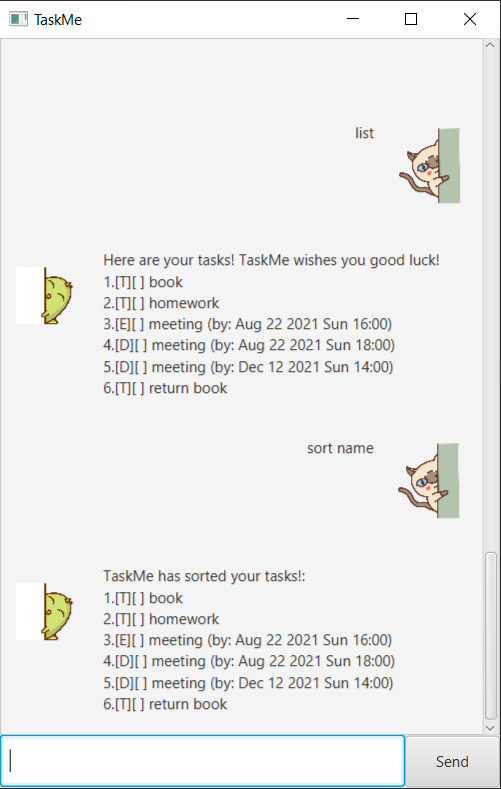 TaskMe
list
Here are your tasks! TaskMe wishes you good luck!
1.[T][ ] book
2.[T][ ] homework
3.[E][ ] meeting (by: Aug 22 2021 Sun 16:00)
4.[D][ ] meeting (by: Aug 22 2021 Sun 18:00)
5.[D][ ] meeting (by: Dec 12 2021 Sun 14:00)
6.[T][ ] return book
sort name
TaskMe has sorted your tasks!:
1.[T][ ] book
2.[T][ ] homework
3.[E][ ] meeting (by: Aug 22 2021 Sun 16:00)
4.[D][ ] meeting (by: Aug 22 2021 Sun 18:00)
5.[D][ ] meeting (by: Dec 12 2021 Sun 14:00)
6.[T][ ] return book
Send